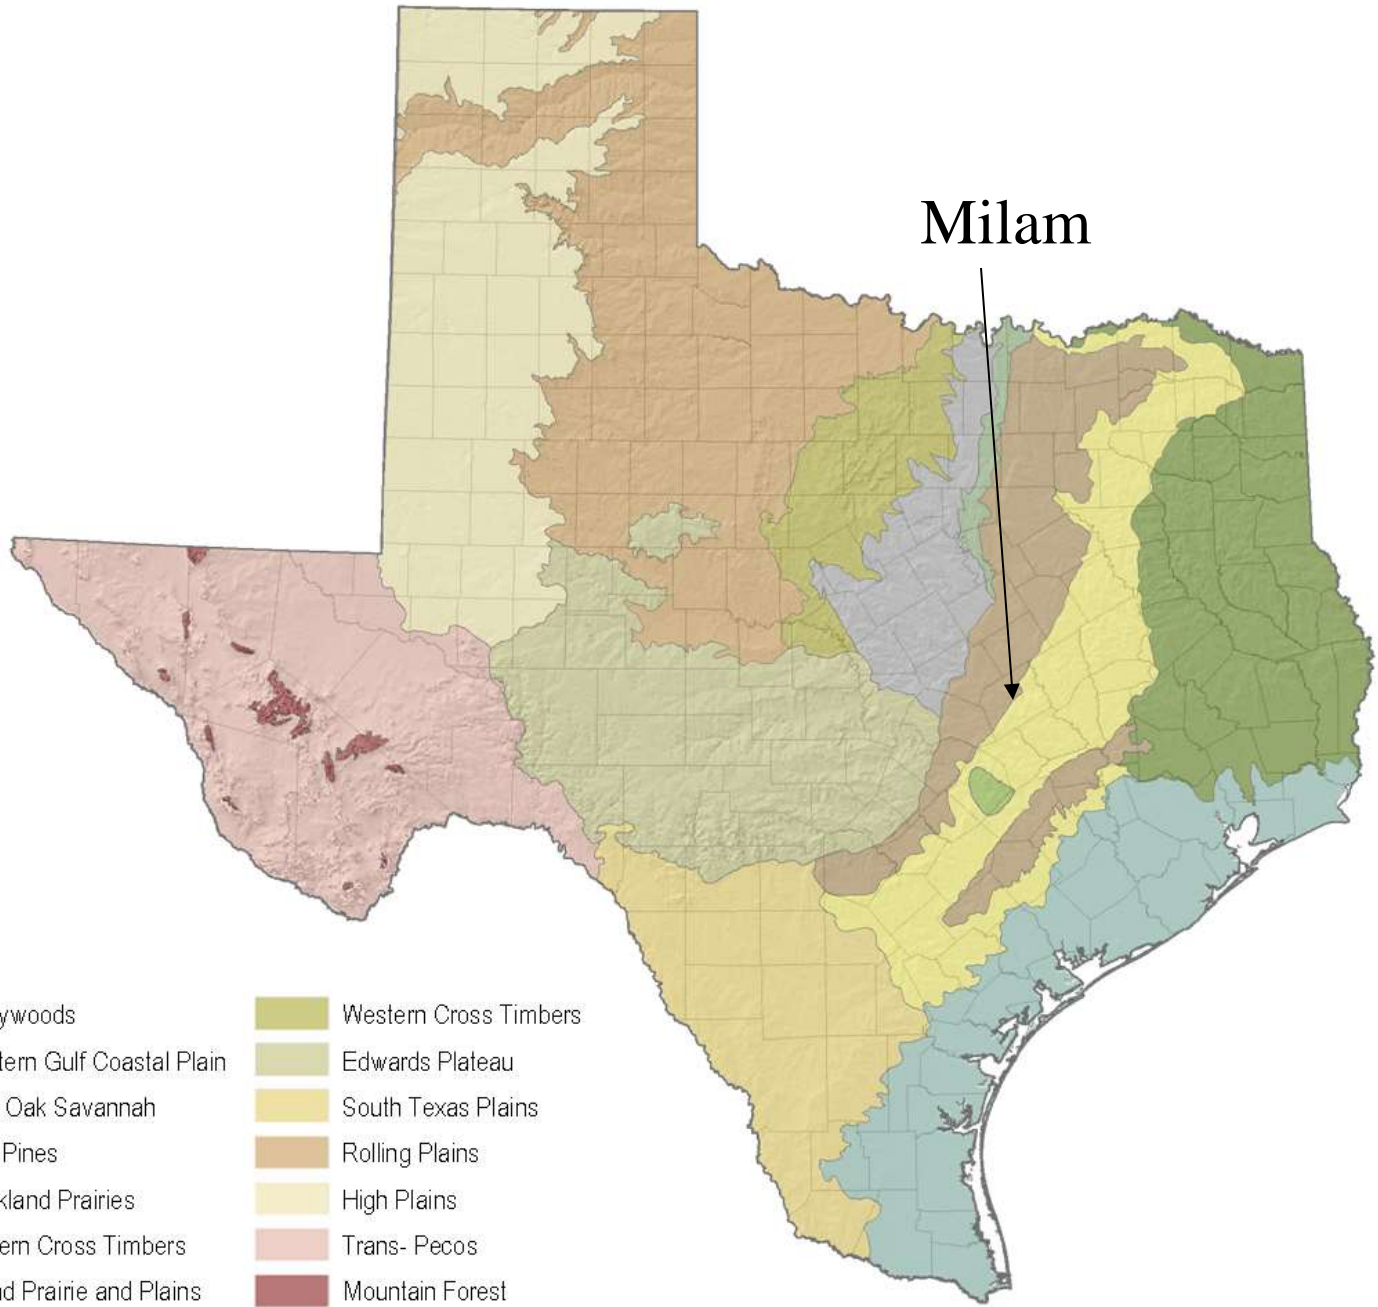 Milam
ywoods
tern Gulf Coastal Plain
Oak Savannah
Pines
kland Prairies
ern Cross Timbers
nd Prairie and Plains
Western Cross Timbers
Edwards Plateau
South Texas Plains
Rolling Plains
High Plains
Trans- Pecos
Mountain Forest